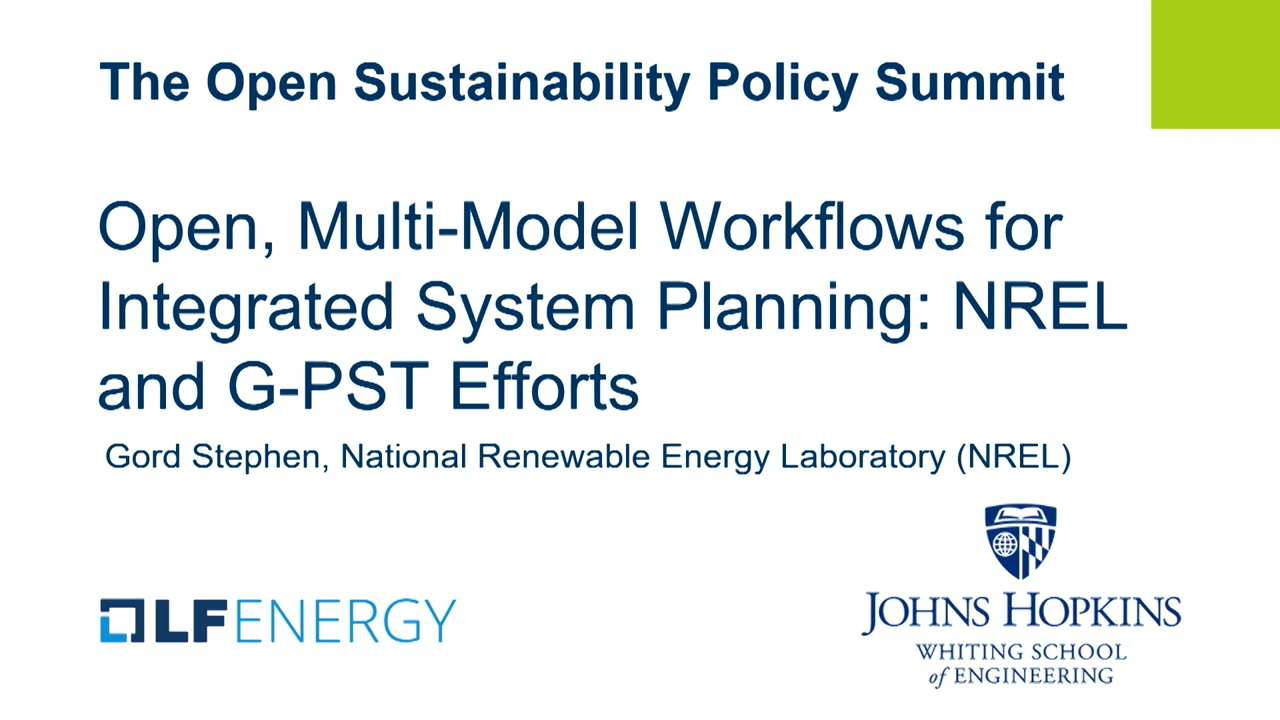 The Open Sustainability Policy Summit
Open, Multi-Model Workflows for
Integrated System Planning: NREL
and G-PST Efforts
Gord Stephen, National Renewable Energy Laboratory (NREL)
LFENERGY
JOHNS HOPKINS
WHITING SCHOOL
of ENGINEERING